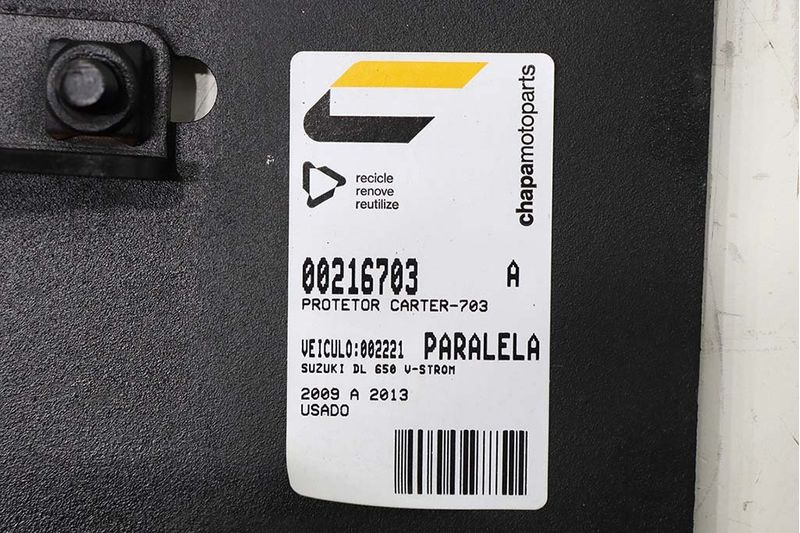 chapamotoparts
recicle
renove
reutilize
00216703 A
PROTETOR CARTER-703
VEICULO:002221 PARALELA
SUZUKI DL 650 V-STROM
2009 A 2013
USADO